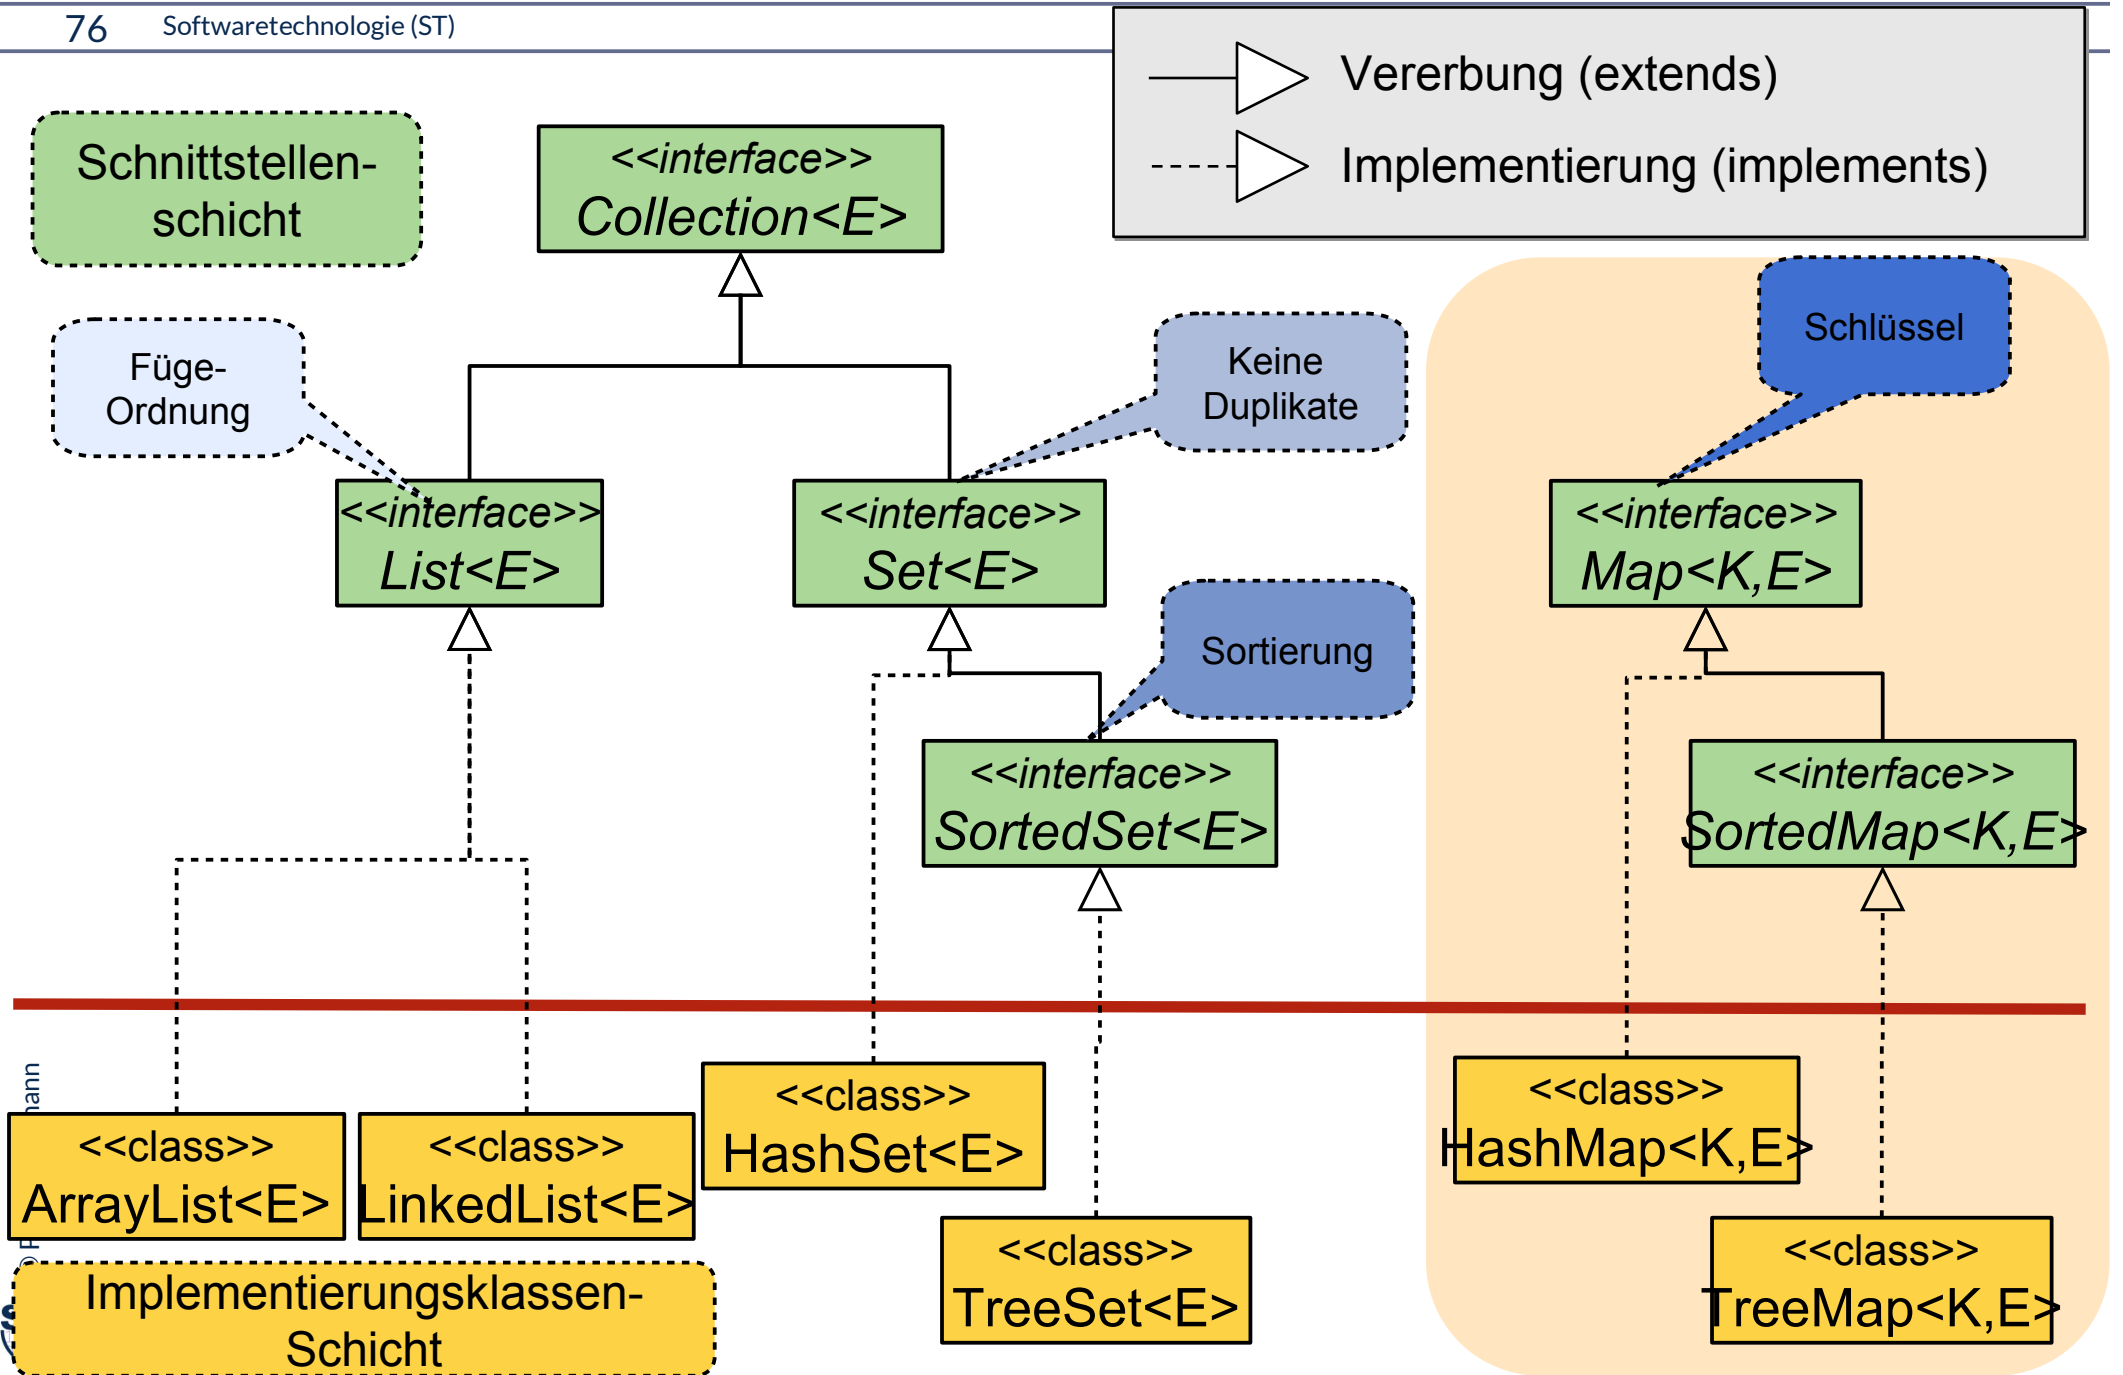 76 Softwaretechnologie (ST)
Vererbung (extends)
Implementierung (implements)
Schnittstellen-
schicht
<<interface>>
Collection<E>
Füge-
Ordnung
Keine
Duplikate
Schlüssel
<<interface>>
List<E>
<<interface>>
Set<E>
<<interface>>
Map<K,E>
Sortierung
<<interface>>
SortedSet<E>
<<interface>>
SortedMap<K,E>
<<class>>
ArrayList<E>
<<class>>
LinkedList<E>
<<class>>
HashSet<E>
<<class>>
TreeSet<E>
<<class>>
HashMap<K,E>
<<class>>
TreeMap<K,E>
Implementierungsklassen-
Schicht